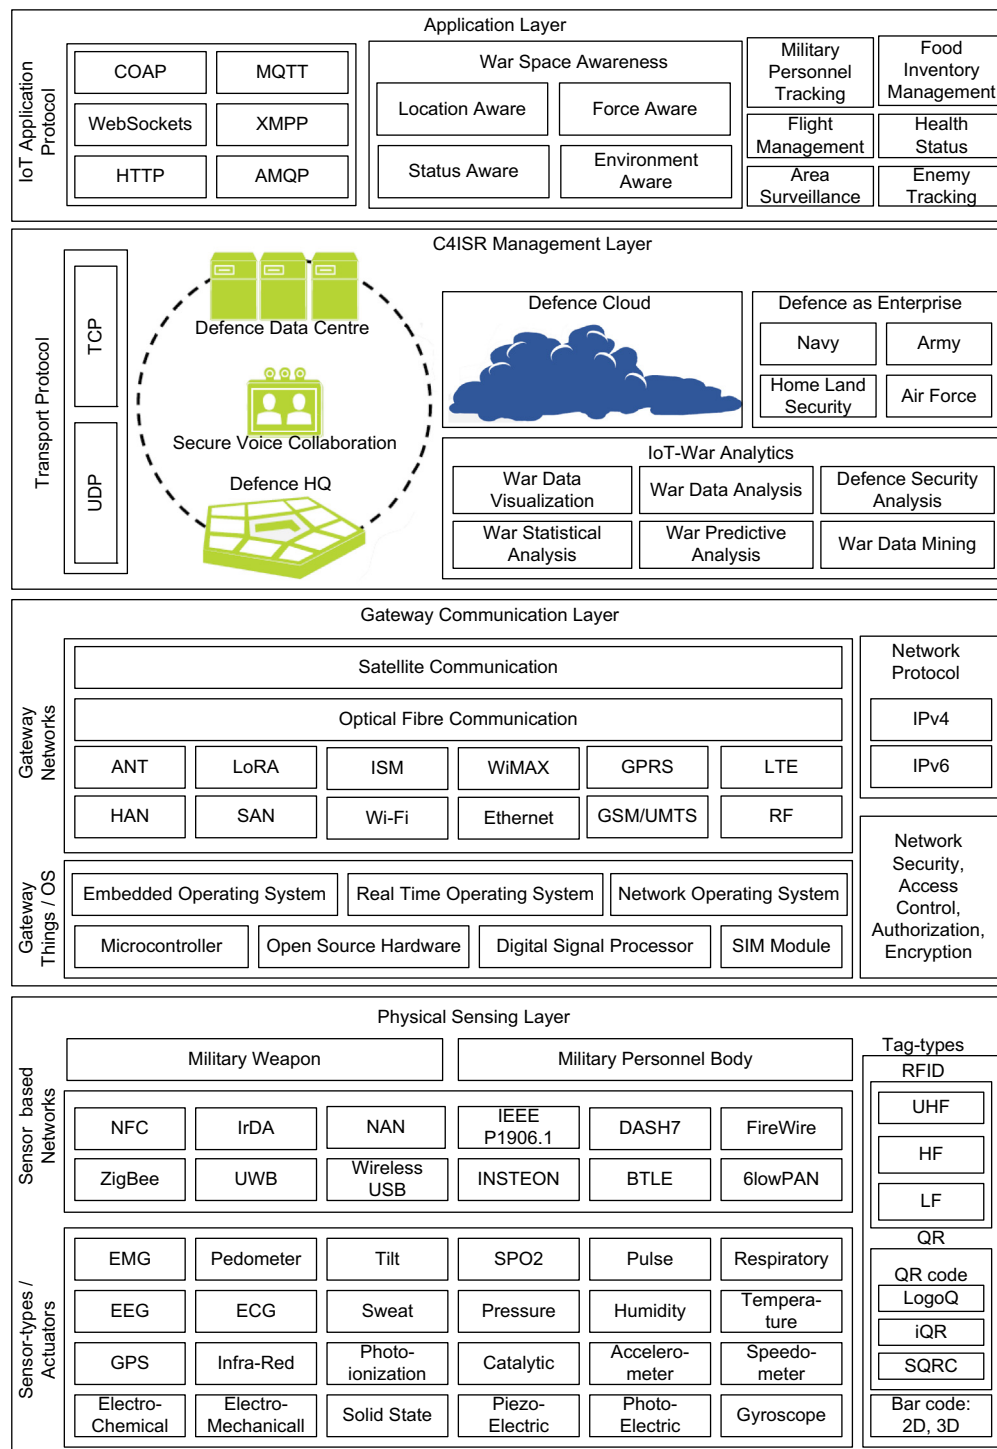 Application Layer
IoT Application
Protocol
COAP
MQTT
WebSockets
XMPP
HTTP
AMQP
War Space Awareness
Location Aware
Force Aware
Status Aware
Environment
Aware
Military
Personnel
Tracking
Food
Inventory
Management
Flight
Management
Health
Status
Area
Surveillance
Enemy
Tracking
C4ISR Management Layer
Transport Protocol
TCP
UDP
Defence Data Centre
Secure Voice Collaboration
Defence HQ
Defence Cloud
Defence as Enterprise
Navy
Army
Home Land
Security
Air Force
IoT-War Analytics
War Data
Visualization
War Data Analysis
Defence Security
Analysis
War Statistical
Analysis
War Predictive
Analysis
War Data Mining
Gateway Communication Layer
Gateway
Networks
Satellite Communication
Optical Fibre Communication
ANT
LoRA
ISM
WiMAX
GPRS
LTE
HAN
SAN
Wi-Fi
Ethernet
GSM/UMTS
RF
Network
Protocol
IPv4
IPv6
Gateway
Things / OS
Embedded Operating System
Real Time Operating System
Network Operating System
Microcontroller
Open Source Hardware
Digital Signal Processor
SIM Module
Network
Security,
Access
Control,
Authorization,
Encryption
Physical Sensing Layer
Military Weapon
Military Personnel Body
Sensor based
Networks
NFC
IrDA
NAN
IEEE
P1906.1
DASH7
FireWire
ZigBee
UWB
Wireless
USB
INSTEON
BTLE
6lowPAN
Sensor-types /
Actuators
EMG
Pedometer
Tilt
SPO2
Pulse
Respiratory
EEG
ECG
Sweat
Pressure
Humidity
Tempera-
ture
GPS
Infra-Red
Photo-
ionization
Catalytic
Accelero-
meter
Speedo-
meter
Electro-
Chemical
Electro-
Mechanicall
Solid State
Piezo-
Electric
Photo-
Electric
Gyroscope
Tag-types
RFID
UHF
HF
LF
QR
QR code
LogoQ
iQR
SQRC
Bar code:
2D, 3D